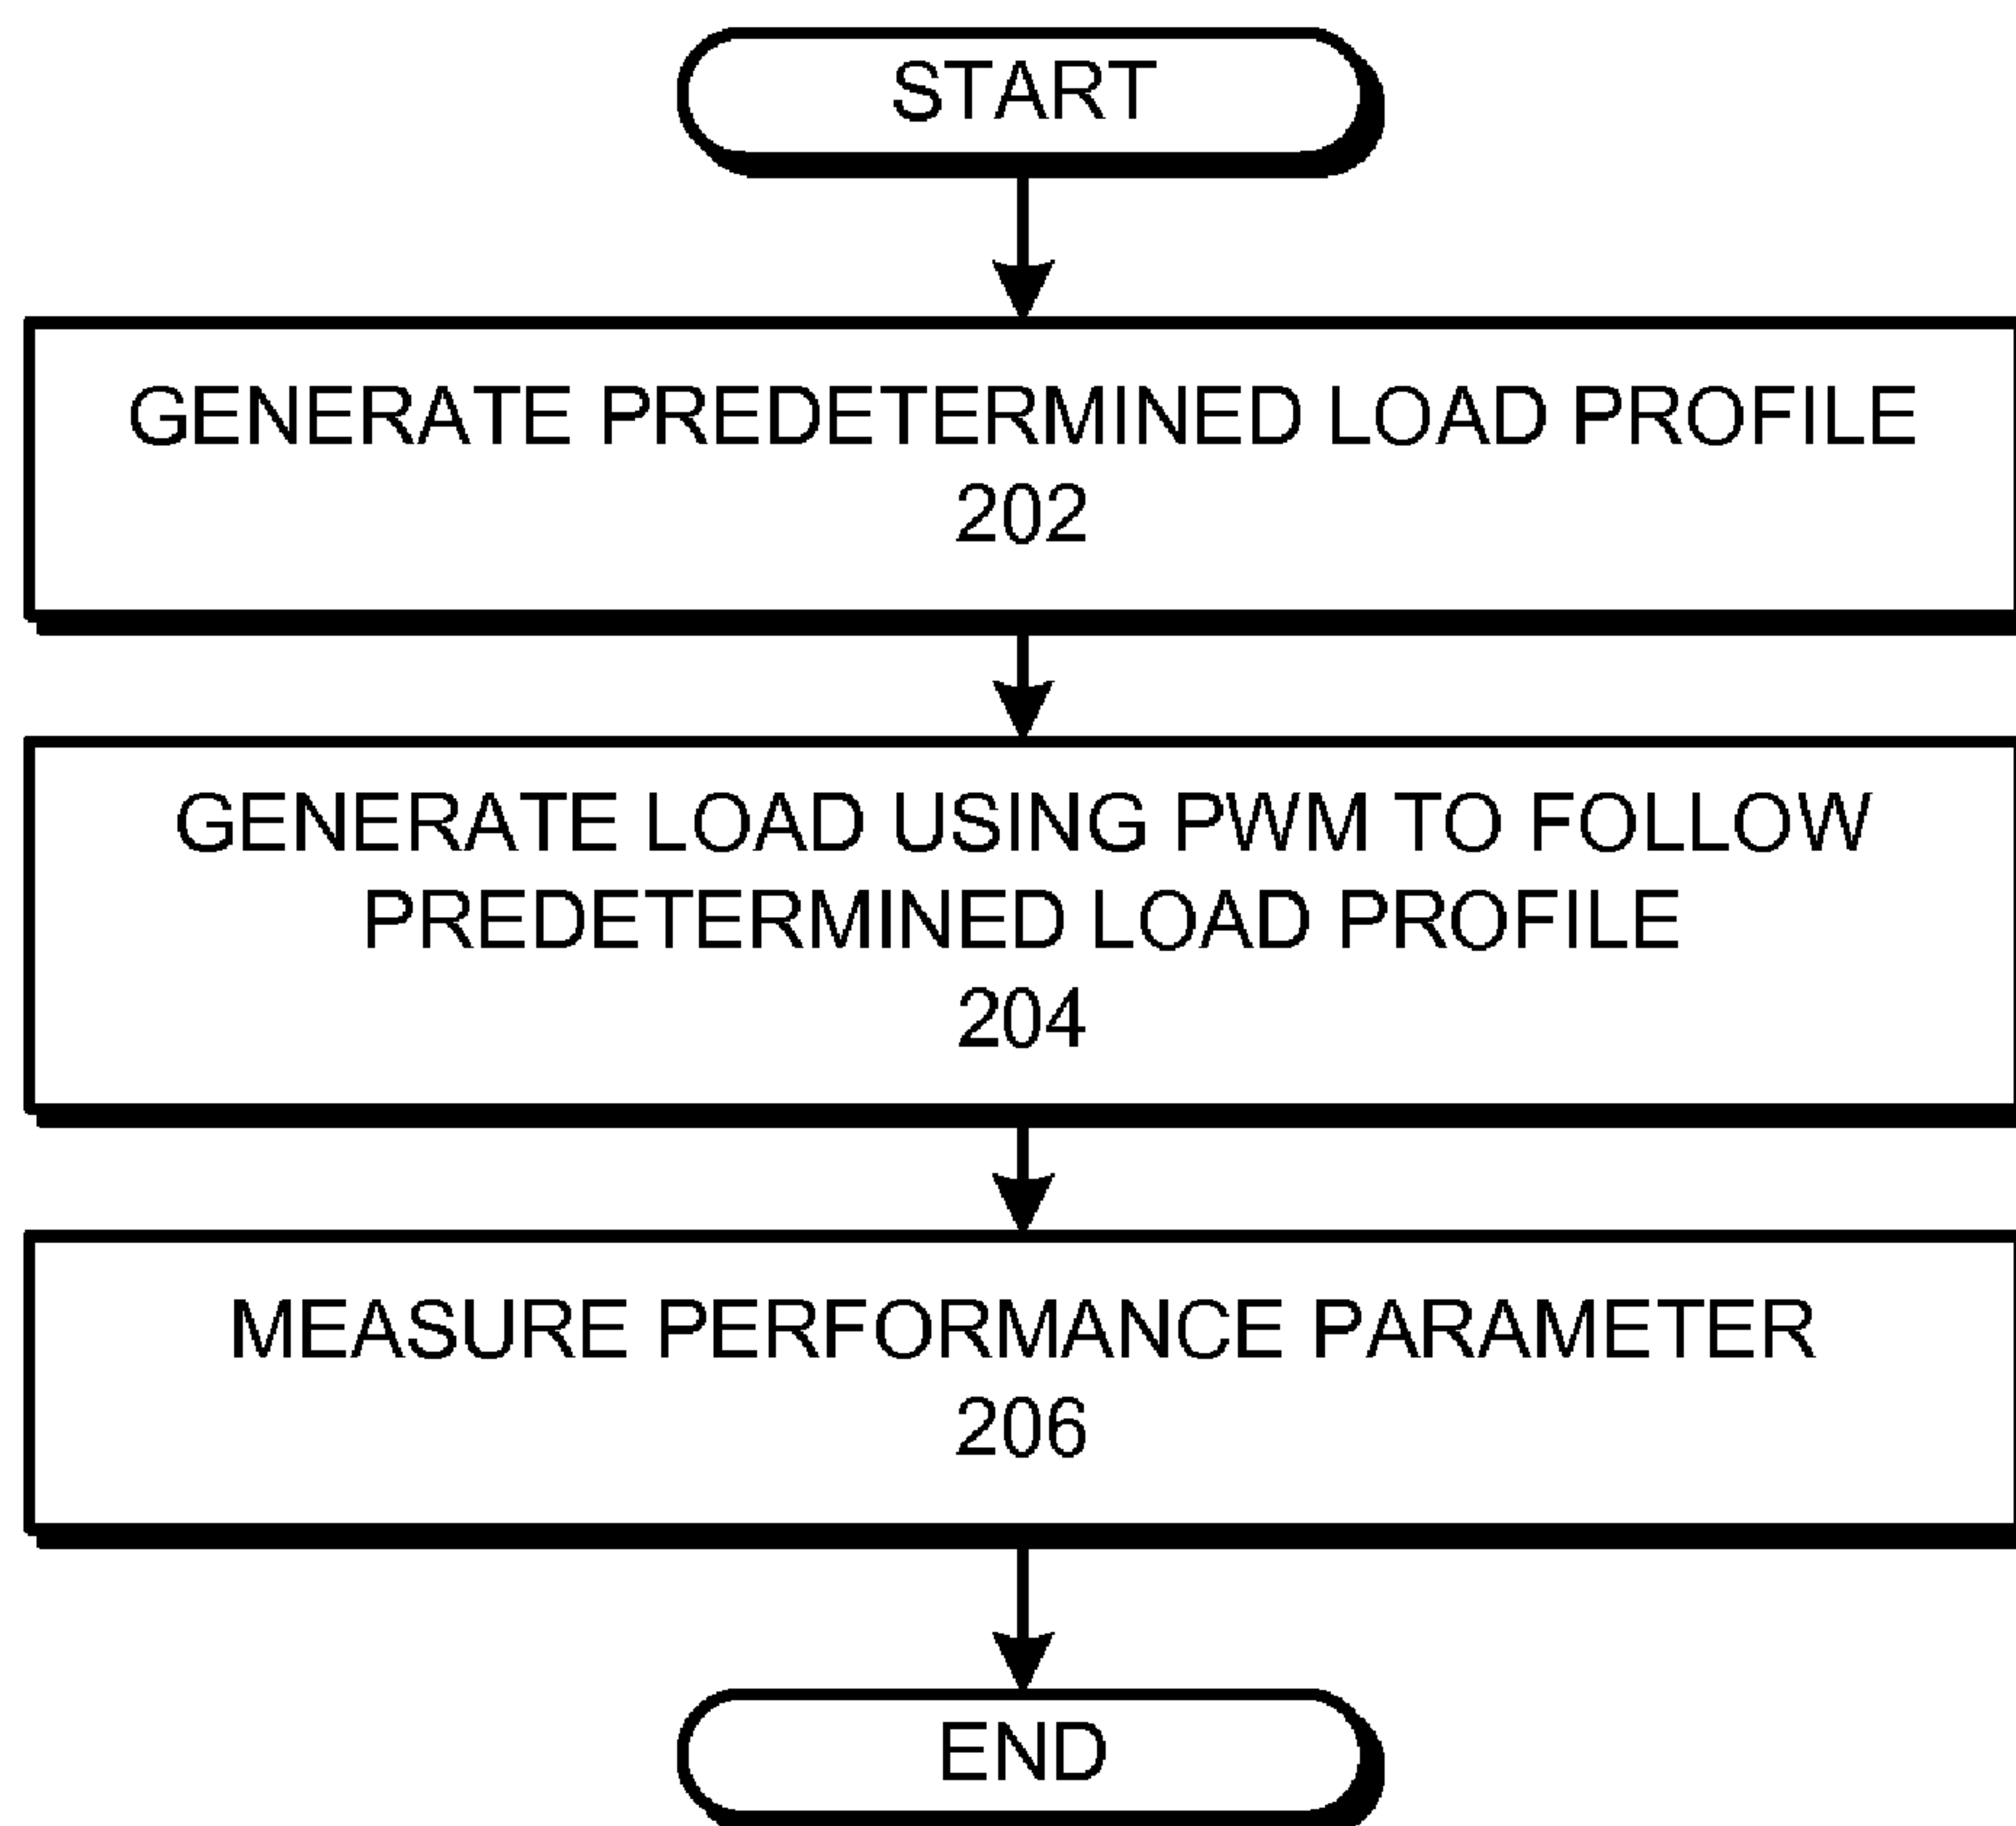 START
GENERATE PREDETERMINED LOAD PROFILE
202
GENERATE LOAD USING PWM TO FOLLOW
PREDETERMINED LOAD PROFILE
204
MEASURE PERFORMANCE PARAMETER
206
END